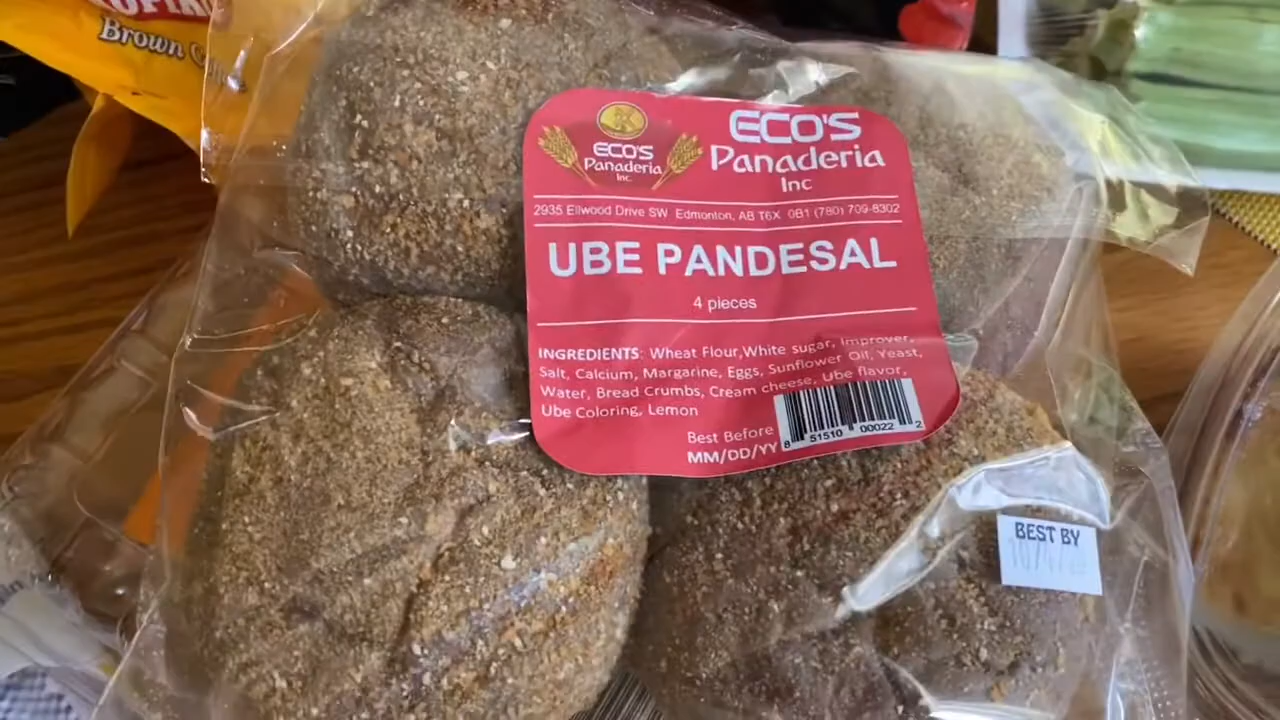 Brown
ECO'S
Panaderia
Inc.
ECO'S
Panaderia
Inc
2935 Ellwood Drive SW Edmonton, AB T6X 0B1 (780) 709-8302
UBE PANDESAL
4 pieces
INGREDIENTS: Wheat Flour,White sugar, Improver,
Salt, Calcium, Margarine, Eggs, Sunflower Oil, Yeast,
Water, Bread Crumbs, Cream cheese, Ube flavor,
Ube Coloring, Lemon
Best Before
MM/DD/YY
8 51510 00022 2
BEST BY